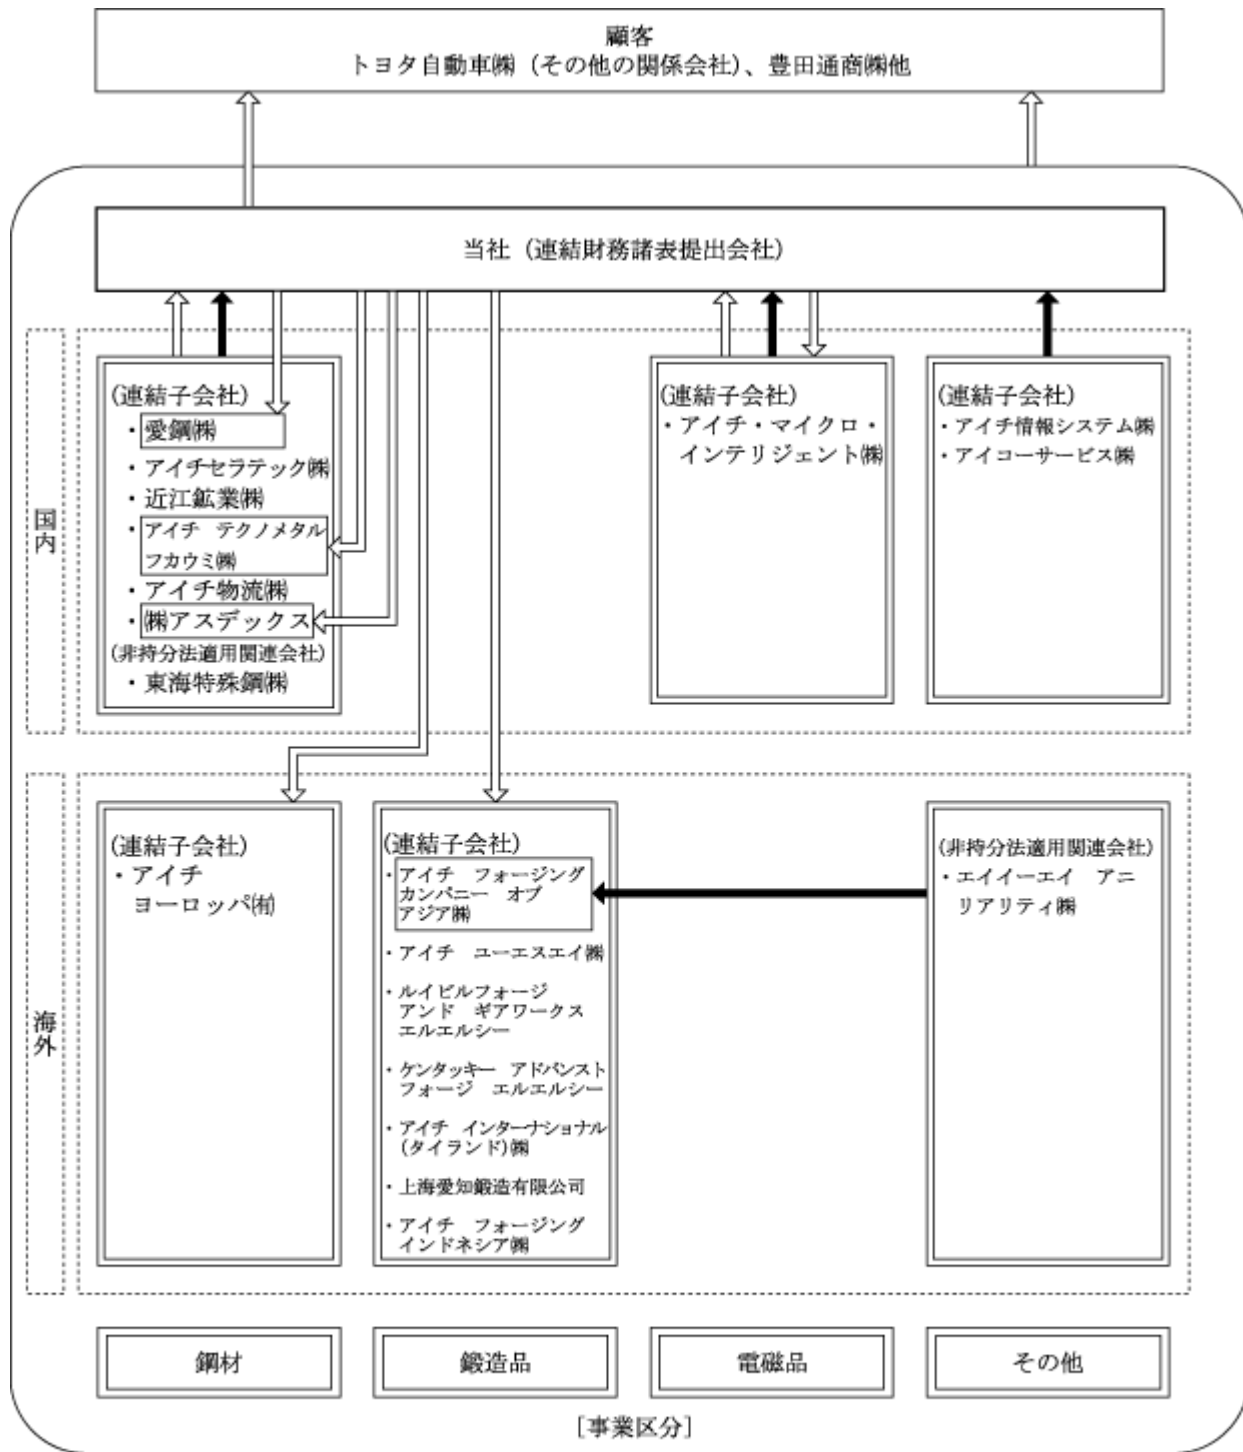 顧客
トヨタ自動車㈱（その他の関係会社）、豊田通商㈱他
当社（連結財務諸表提出会社）
国内
(連結子会社)
・愛鋼㈱
・アイチセラテック㈱
・近江鉱業㈱
・アイチ　テクノメタル
フカウミ㈱
・アイチ物流㈱
・㈱アスデックス
(非持分法適用関連会社)
・東海特殊鋼㈱
(連結子会社)
・アイチ・マイクロ・
インテリジェント㈱
(連結子会社)
・アイチ情報システム㈱
・アイコーサービス㈱
海外
(連結子会社)
・アイチ
ヨーロッパ㈲
(連結子会社)
・アイチ　フォージング
カンパニー　オブ
アジア㈱
・アイチ　ユーエスエイ㈱
・ルイビルフォージ
アンド　ギアワークス
エルエルシー
・ケンタッキー　アドバンスト
フォージ　エルエルシー
・アイチ インターナショナル
(タイランド)㈱
・上海愛知鍛造有限公司
・アイチ　フォージング
インドネシア㈱
(非持分法適用関連会社)
・エイイーエイ　アニ
リアリティ㈱
鋼材
鍛造品
電磁品
その他
［事業区分］